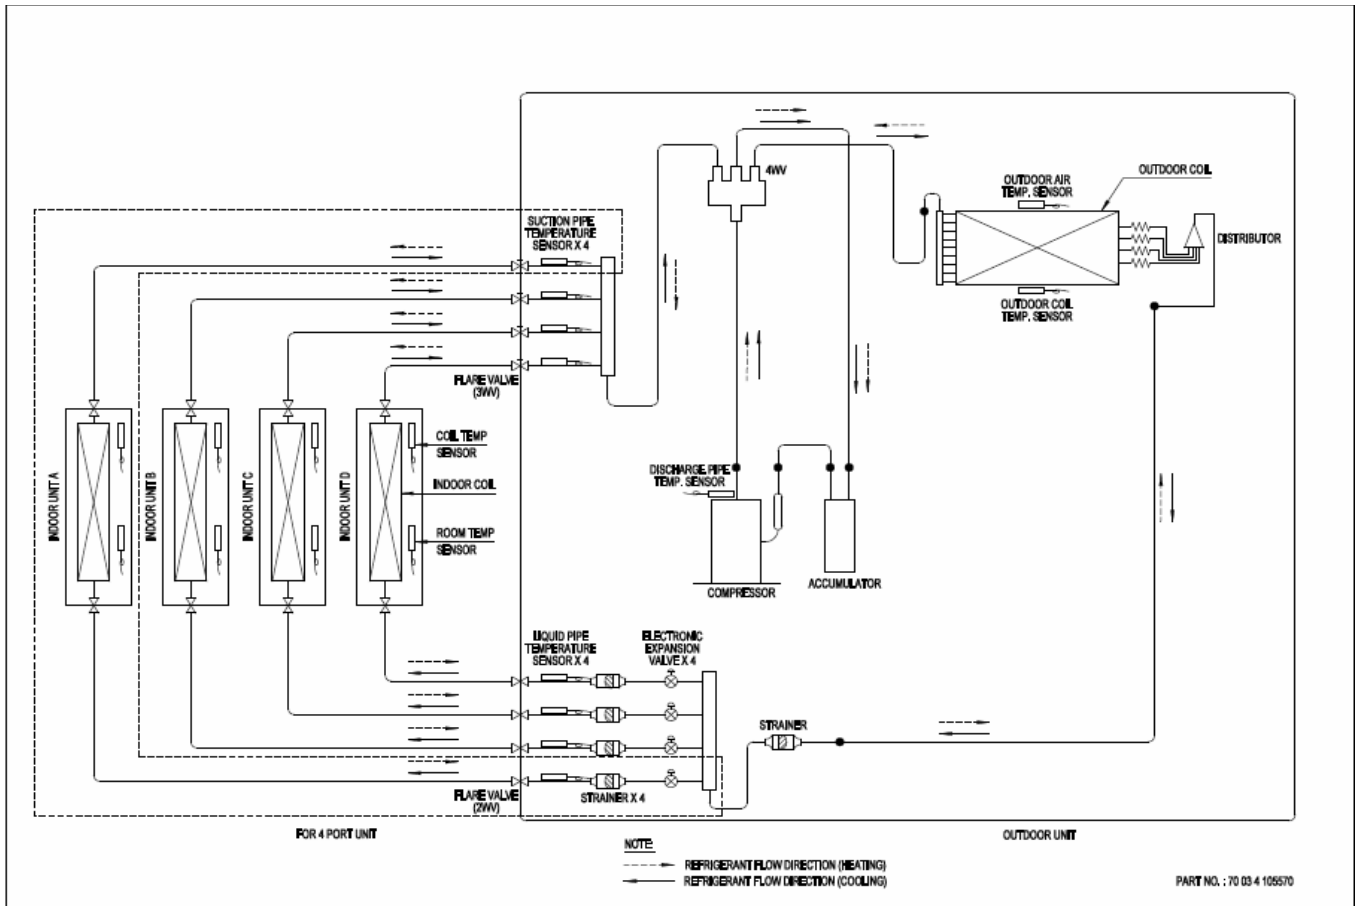 4WV
OUTDOOR COIL
OUTDOOR AIR
TEMP. SENSOR
SUCTION PIPE
TEMPERATURE
SENSOR X 4
DISTRIBUTOR
OUTDOOR COIL
TEMP. SENSOR
FLARE VALVE
(3WV)
COIL TEMP
SENSOR
INDOOR COIL
ROOM TEMP
SENSOR
INDOOR UNIT A
INDOOR UNIT B
INDOOR UNIT C
INDOOR UNIT D
DISCHARGE PIPE
TEMP. SENSOR
COMPRESSOR
ACCUMULATOR
LIQUID PIPE
TEMPERATURE
SENSOR X 4
ELECTRONIC
EXPANSION
VALVE X 4
STRAINER
FLARE VALVE
(2WV)
STRAINER X 4
FOR 4 PORT UNIT
OUTDOOR UNIT
NOTE:
REFRIGERANT FLOW DIRECTION (HEATING)
REFRIGERANT FLOW DIRECTION (COOLING)
PART NO. : 70 03 4 105570